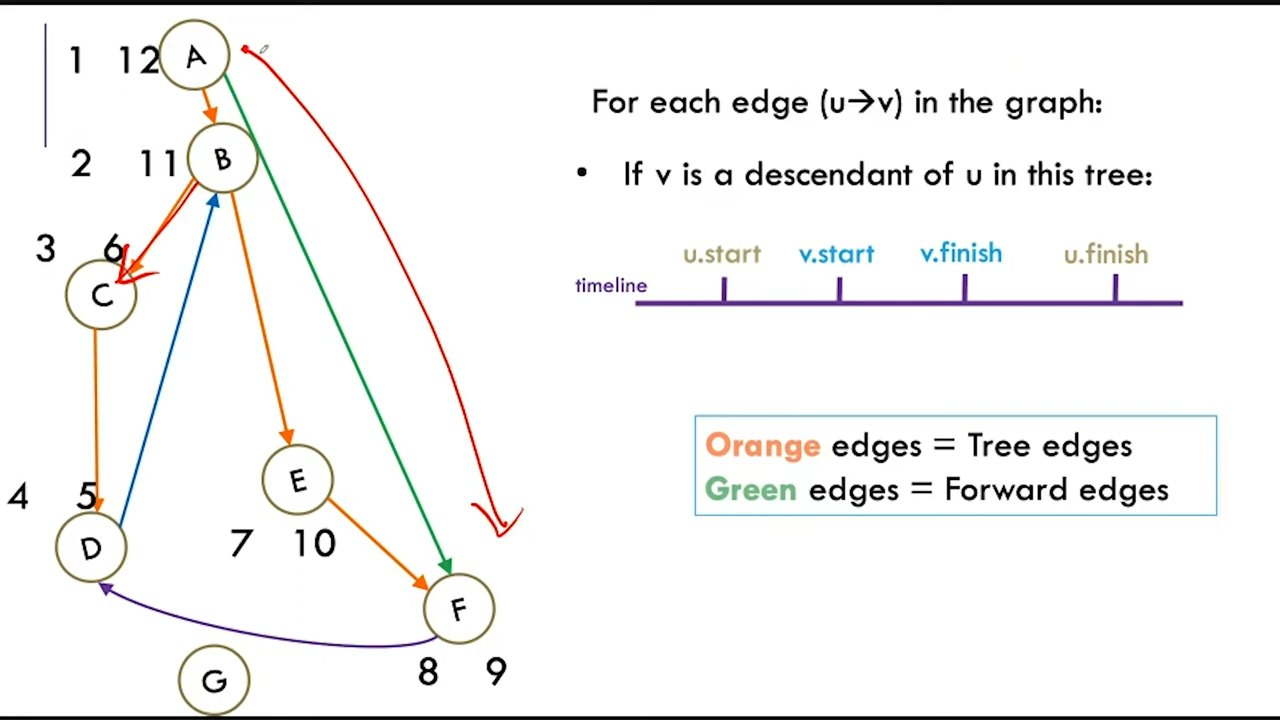 1 12 A
For each edge (u→v) in the graph:
2 11 B
• If v is a descendant of u in this tree:
3 6
C
u.start v.start v.finish u.finish
timeline
Orange edges = Tree edges
Green edges = Forward edges
E
4 5
D
7 10
F
8 9
G